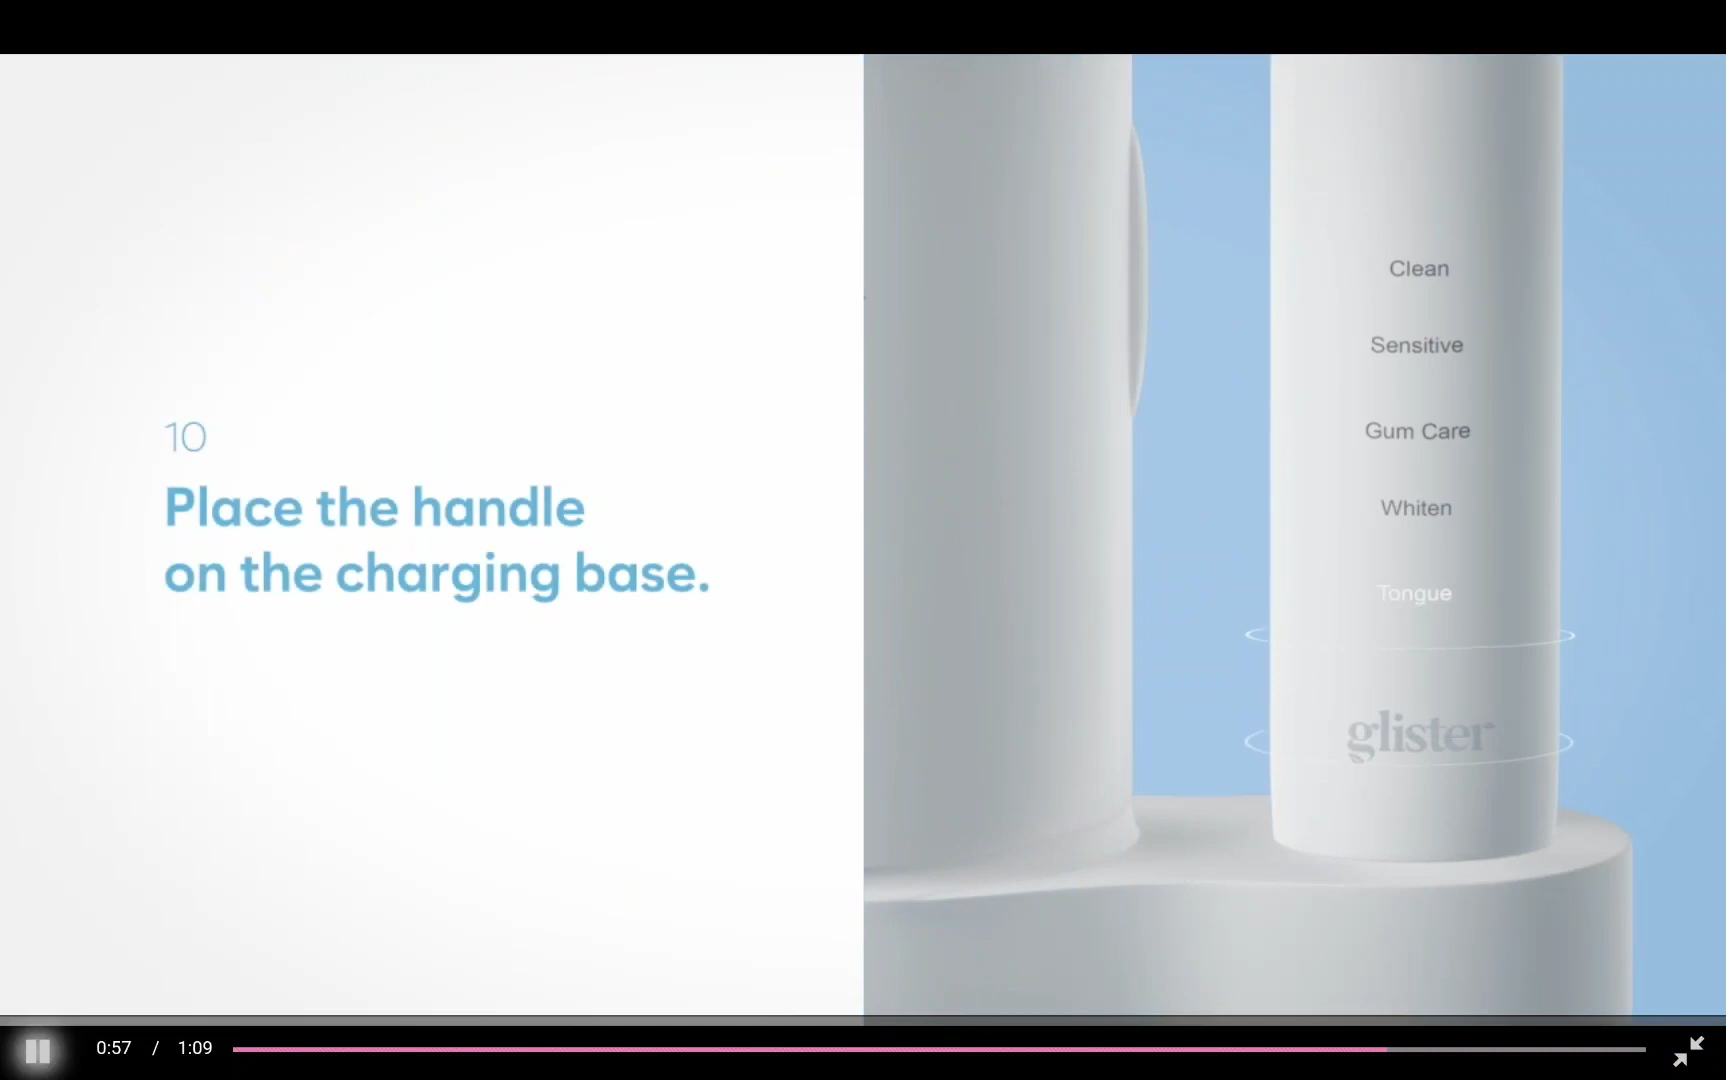 10
Place the handle
on the charging base.
Clean
Sensitive
Gum Care
Whiten
Tongue
glister
0:57 / 1:09